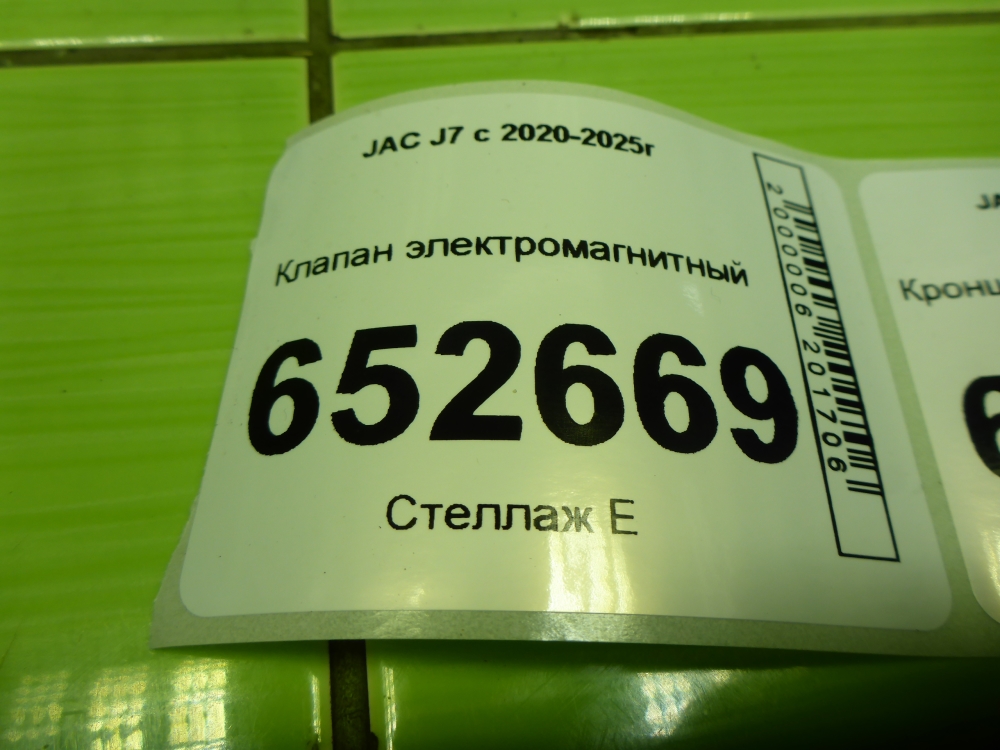 JAC J7 с 2020-2025г
Клапан электромагнитный
652669
Стеллаж Е
2000006201706